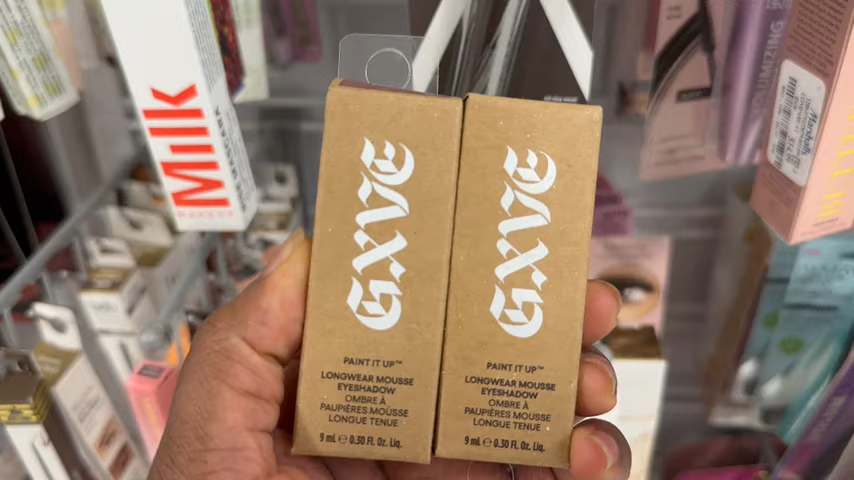 Milk
MAKEUP
GXVE
PAINT IT UP™
LONGWEAR MOUSSE
EYESHADOW
OMBRE À
PAUPIÈRES MOUSSE
LONGUE TENUE
9 mL ℮ 0.30 Fl. Oz. Liq.
GXVE
PAINT IT UP™
LONGWEAR MOUSSE
EYESHADOW
OMBRE À
PAUPIÈRES MOUSSE
LONGUE TENUE
9 mL ℮ 0.30 Fl. Oz. Liq.
Marshalls